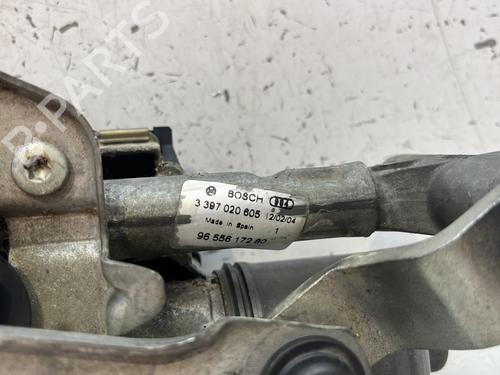 BOSCH
3 397 020 605 12/02/04
Made in Spain 1
96 556 172 80
B-PARTS